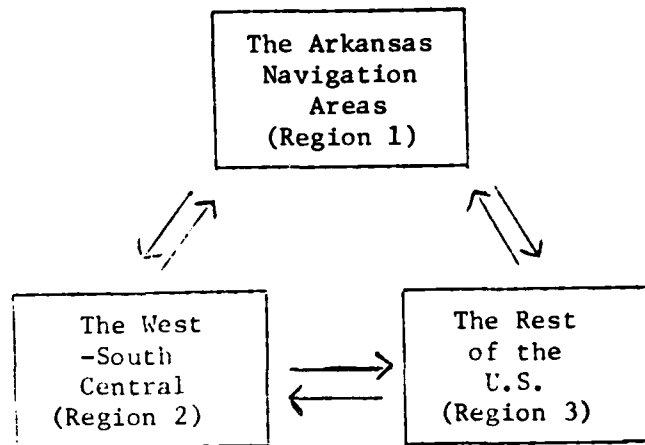 The Arkansas
Navigation
Areas
(Region 1)
The West
-South
Central
(Region 2)
The Rest
of the
U.S.
(Region 3)